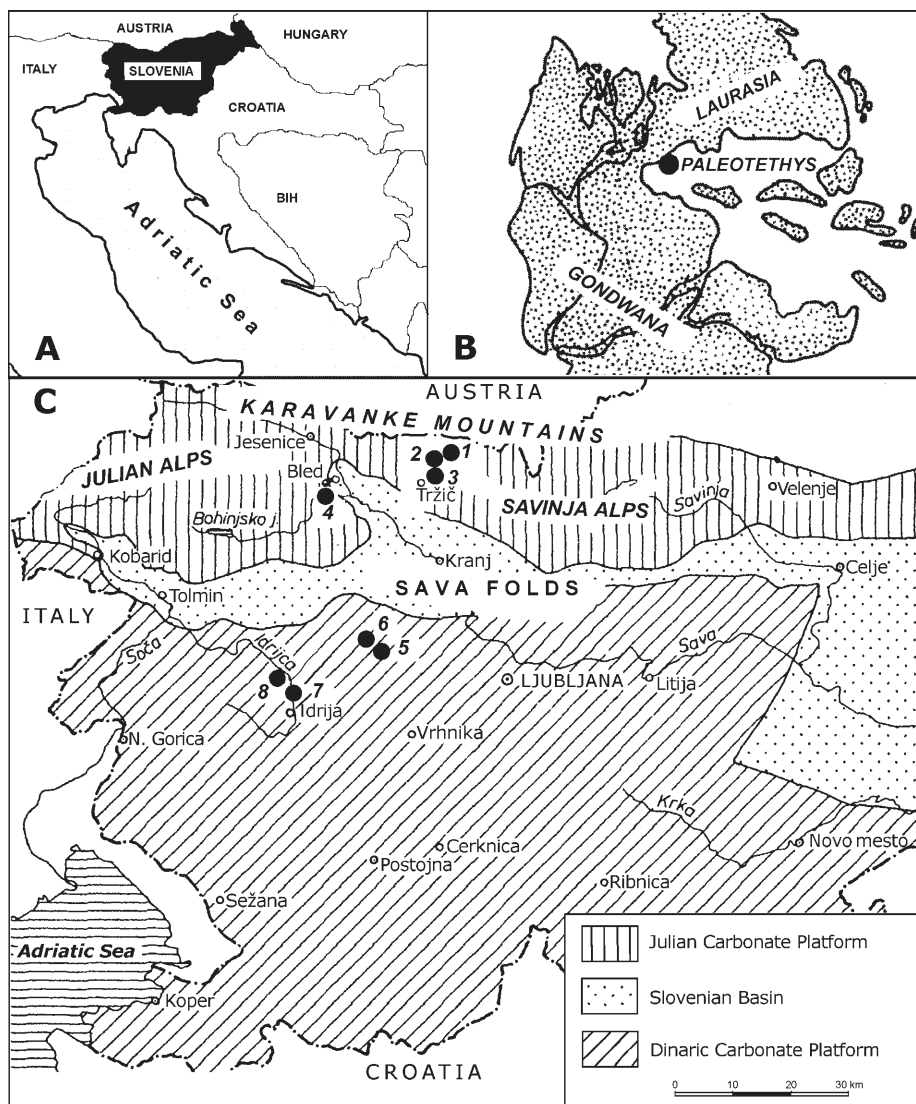 AUSTRIA
HUNGARY
ITALY
SLOVENIA
CROATIA
BIH
Adriatic Sea
A
LAURASIA
PALEOTETHYS
GONDWANA
B
C
AUSTRIA
KARAVANKE MOUNTAINS
Jesenice
2
1
JULIAN ALPS
Bled
3
Tržič
4
SAVINJA ALPS
Savinja
Velenje
Bohinjsko j.
Kobarid
Kranj
Celje
Tolmin
SAVA FOLDS
ITALY
6
5
Soča
Idrijca
Sava
8
7
LJUBLJANA
Litija
Idrija
N. Gorica
Vrhnika
Krka
Cerknica
Novo mesto
Postojna
Ribnica
Sežana
Adriatic Sea
Koper
CROATIA
Julian Carbonate Platform
Slovenian Basin
Dinaric Carbonate Platform
0 10 20 30 km